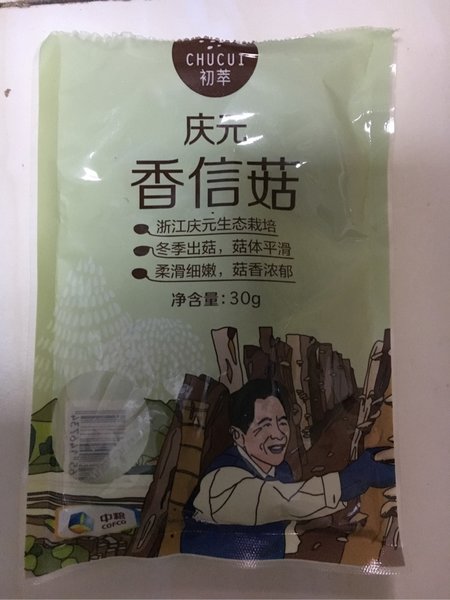 CHUCUI
初萃
庆元
香信菇
浙江庆元生态栽培
冬季出菇，菇体平滑
柔滑细嫩，菇香浓郁
净含量：30g
中粮
COFCO